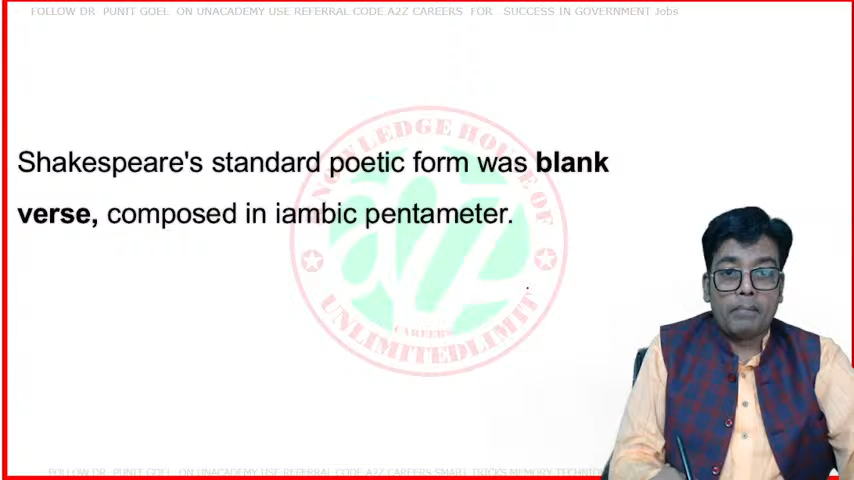 FOLLOW DR PUNIT GOEL ON UNACADEMY USE REFERRAL CODE A2Z CAREERS FOR SUCCESS IN GOVERNMENT Jobs
Shakespeare's standard poetic form was blank
verse, composed in iambic pentameter.
KNOWLEDGE HOUSE OF
a2z
CAREERS
UNLIMITEDLIMIT
FOLLOW DR PUNIT GOEL ON UNACADEMY USE REFERRAL CODE A2Z CAREERS SMART TRICKS MEMORY